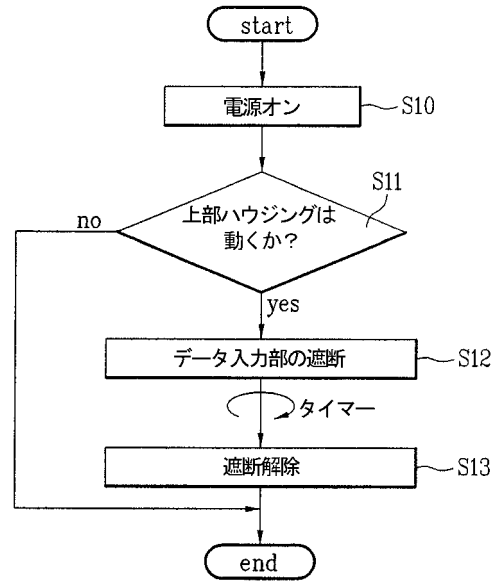 start
電源オン
S10
S11
上部ハウジングは
動くか？
no
yes
データ入力部の遮断
S12
タイマー
遮断解除
S13
end